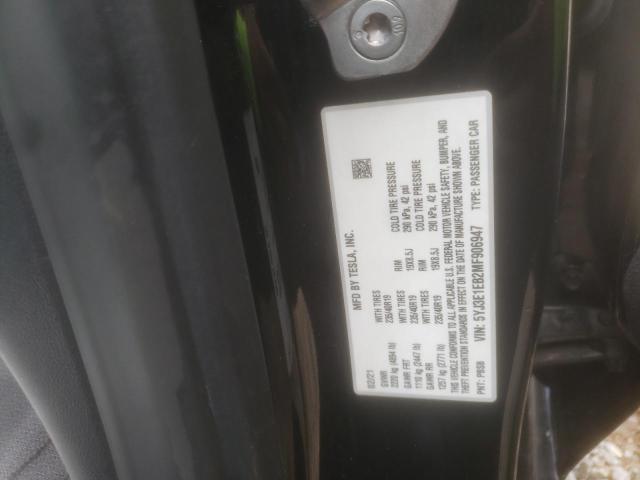 MFD BY TESLA, INC.
02/21
GVWR WITH TIRES RIM COLD TIRE PRESSURE
2220 kg (4894 lb) 235/40R19 19X8.5J 290 kPa, 42 psi
GAWR FRT WITH TIRES RIM COLD TIRE PRESSURE
1110 kg (2447 lb) 235/40R19 19X8.5J 290 kPa, 42 psi
GAWR RR WITH TIRES
1257 kg (2771 lb) 235/40R19
THIS VEHICLE CONFORMS TO ALL APPLICABLE U.S. FEDERAL MOTOR VEHICLE SAFETY, BUMPER, AND
THEFT PREVENTION STANDARDS IN EFFECT ON THE DATE OF MANUFACTURE SHOWN ABOVE.
VIN: 5YJ3E1EB2MF906947 TYPE: PASSENGER CAR
PNT: PBSB